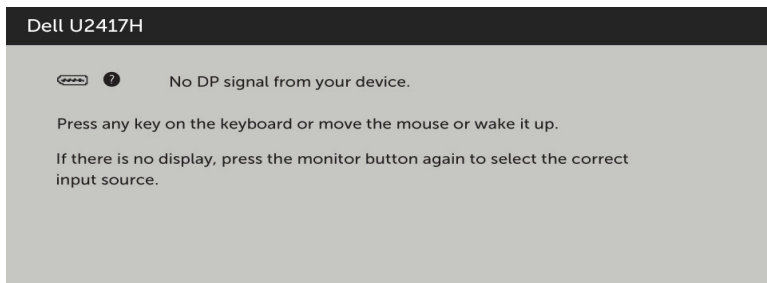 Dell U2417H
? No DP signal from your device.
Press any key on the keyboard or move the mouse or wake it up.
If there is no display, press the monitor button again to select the correct
input source.